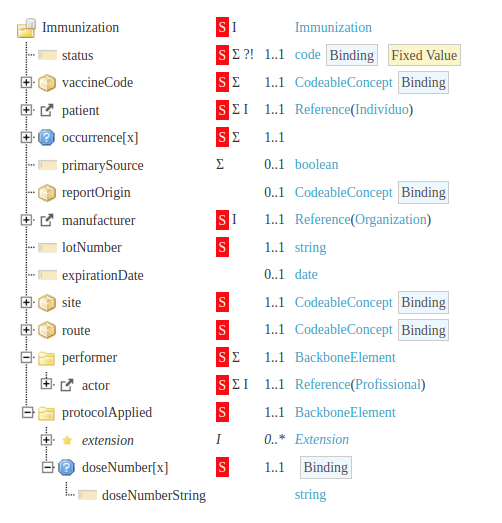 Immunization S I Immunization
status S Σ ?! 1..1 code Binding Fixed Value
vaccineCode S Σ 1..1 CodeableConcept Binding
patient S Σ I 1..1 Reference(Indivíduo)
occurrence[x] S Σ 1..1
primarySource Σ 0..1 boolean
reportOrigin 0..1 CodeableConcept Binding
manufacturer S I 1..1 Reference(Organization)
lotNumber S 1..1 string
expirationDate 0..1 date
site S 1..1 CodeableConcept Binding
route S 1..1 CodeableConcept Binding
performer S Σ 1..1 BackboneElement
actor S Σ I 1..1 Reference(Profissional)
protocolApplied S 1..1 BackboneElement
extension I 0..* Extension
doseNumber[x] S 1..1 Binding
doseNumberString string